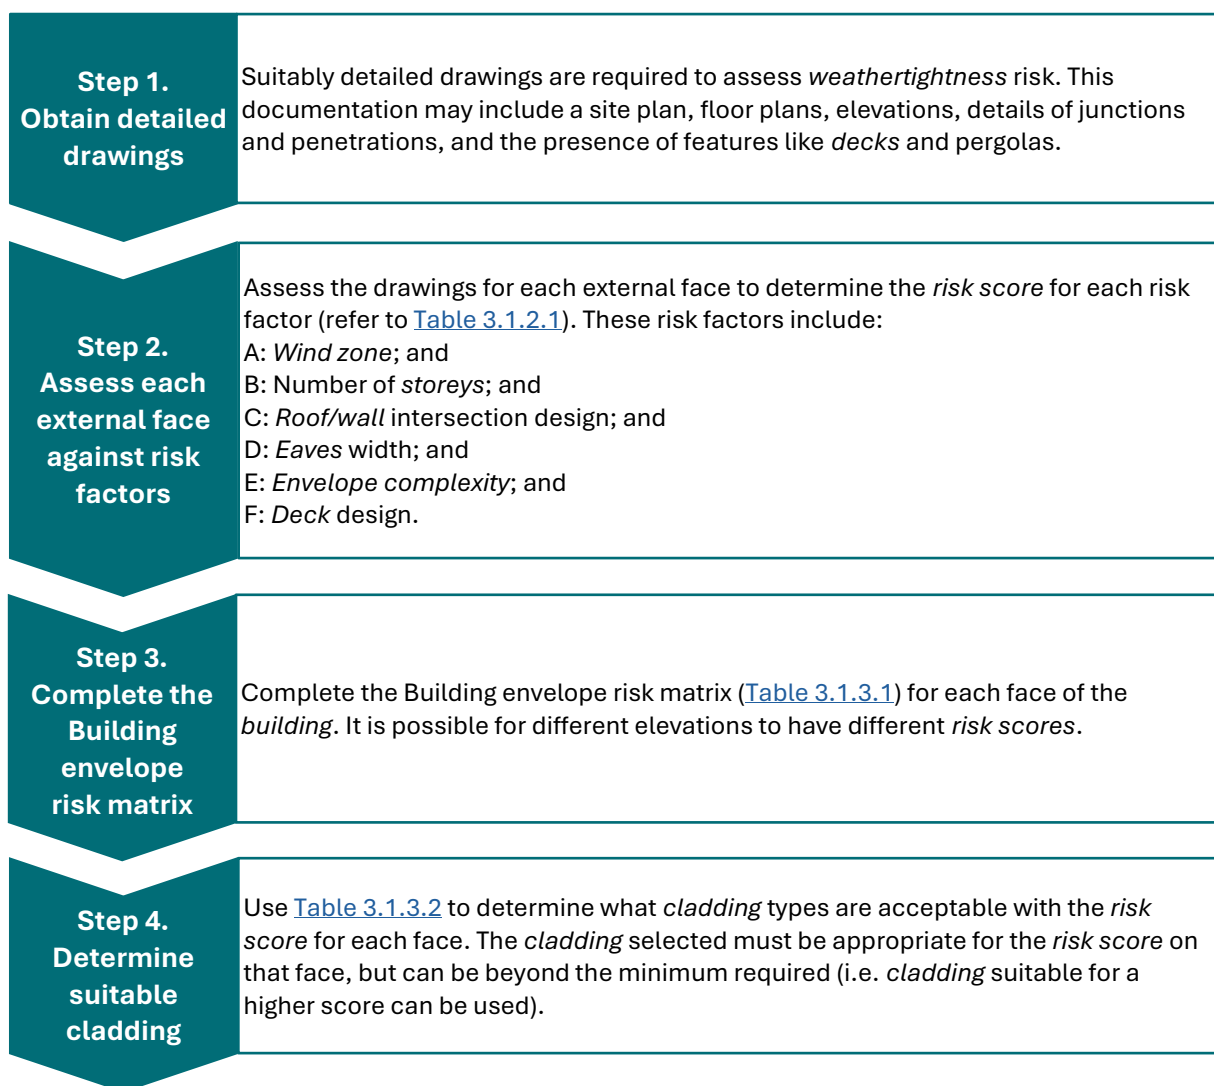 Step 1.
Obtain detailed
drawings
Suitably detailed drawings are required to assess weathertightness risk. This
documentation may include a site plan, floor plans, elevations, details of junctions
and penetrations, and the presence of features like decks and pergolas.
Step 2.
Assess each
external face
against risk
factors
Assess the drawings for each external face to determine the risk score for each risk
factor (refer to Table 3.1.2.1). These risk factors include:
A: Wind zone; and
B: Number of storeys; and
C: Roof/wall intersection design; and
D: Eaves width; and
E: Envelope complexity; and
F: Deck design.
Step 3.
Complete the
Building
envelope
risk matrix
Complete the Building envelope risk matrix (Table 3.1.3.1) for each face of the
building. It is possible for different elevations to have different risk scores.
Step 4.
Determine
suitable
cladding
Use Table 3.1.3.2 to determine what cladding types are acceptable with the risk
score for each face. The cladding selected must be appropriate for the risk score on
that face, but can be beyond the minimum required (i.e. cladding suitable for a
higher score can be used).